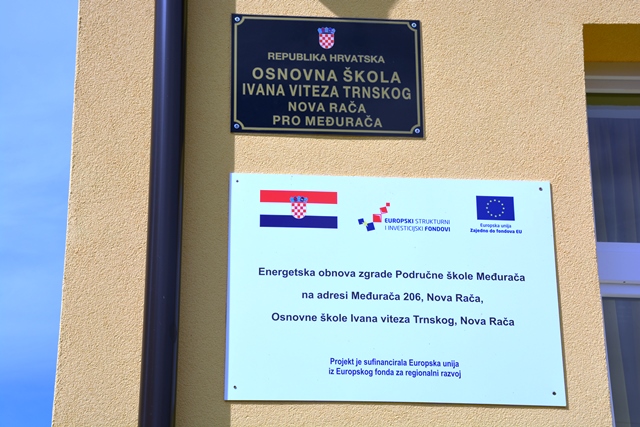 REPUBLIKA HRVATSKA
OSNOVNA ŠKOLA
IVANA VITEZA TRNSKOG
NOVA RAČA
PRO MEĐURAČA
EUROPSKI STRUKTURNI
I INVESTICIJSKI FONDOVI
Europska unija
Zajedno do fondova EU
Energetska obnova zgrade Područne škole Međurača
na adresi Međurača 206, Nova Rača,
Osnovne škole Ivana viteza Trnskog, Nova Rača
Projekt je sufinancirala Europska unija
iz Europskog fonda za regionalni razvoj